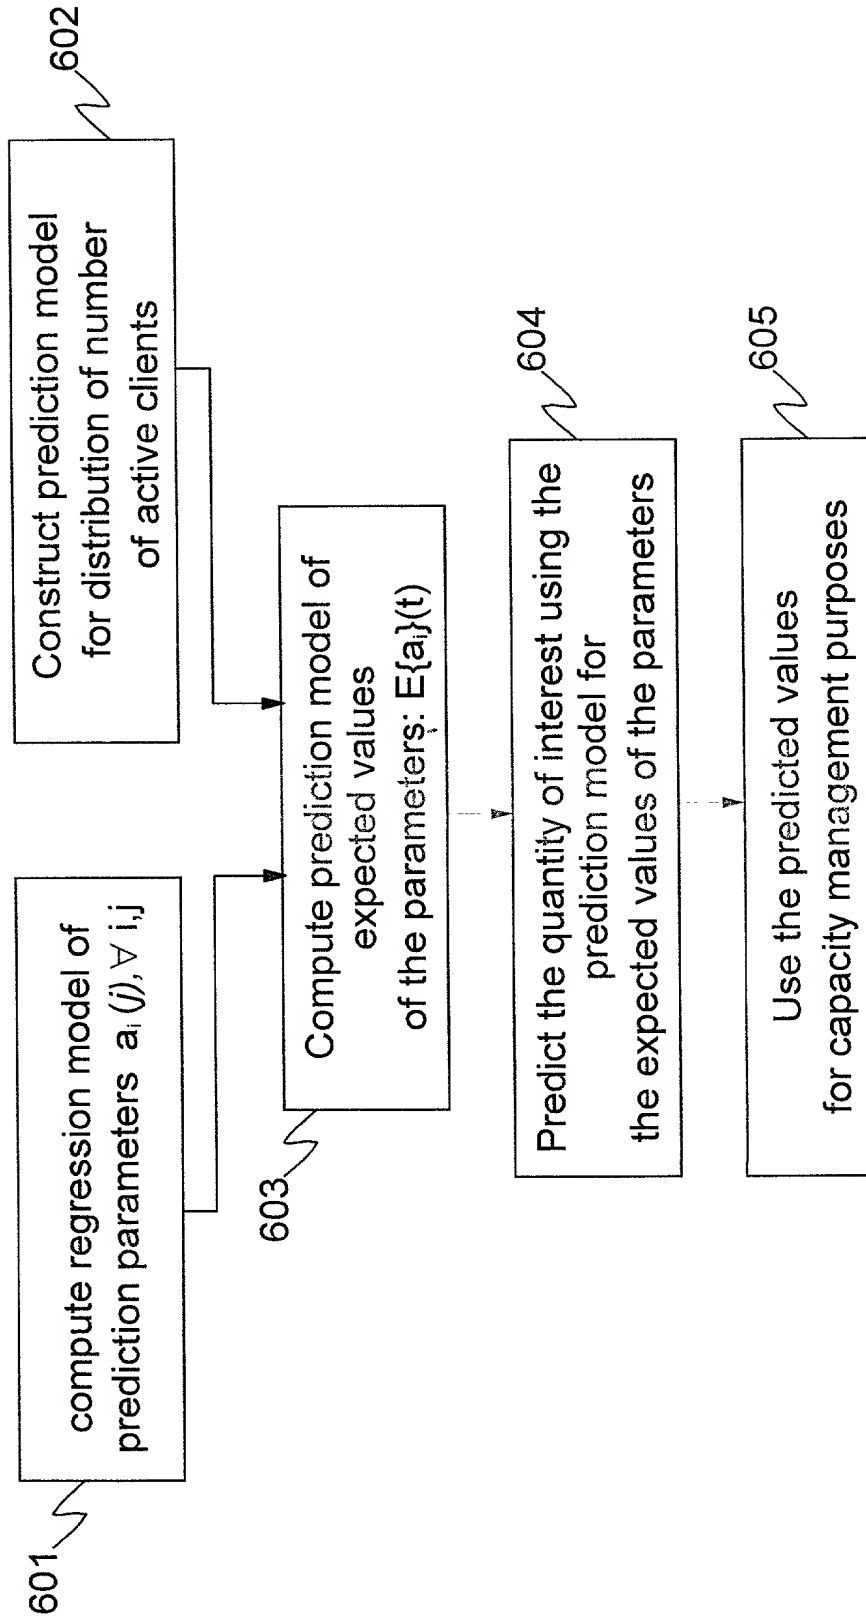 601
compute regression model of
prediction parameters aᵢ (j), ∀ i,j
602
Construct prediction model
for distribution of number
of active clients
603
Compute prediction model of
expected values
of the parameters: E{aᵢ}(t)
604
Predict the quantity of interest using the
prediction model for
the expected values of the parameters
605
Use the predicted values
for capacity management purposes